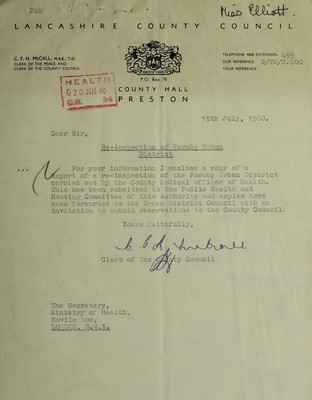 Miss Elliott.
LANCASHIRE COUNTY COUNCIL
C. P. H. McCALL, M.B.E. T.D
CLERK OF THE PEACE AND
CLERK OF THE COUNTY COUNCIL
TELEPHONE 4868 EXTENSION 495
OUR REFERENCE
YOUR REFERENCE
P.O. Box 78
COUNTY HALL
PRESTON
HEALTH
G20 JUL 60
15th July, 1960.
Dear Sir,
Re-inspection of Formby Urban
District
For your information I enclose a copy of a
Report of a re-inspection of the Formby Urban District
carried out by the County Medical Officer of Health.
This has been submitted to the Public Health and
Housing Committee of this Authority and copies have
been forwarded to the Urban District Council with an
invitation to submit observations to the County Council.
Yours faithfully,
Clerk of the County Council
The Secretary,
Ministry of Health,
Savile Row,
LONDON, S.W.1.